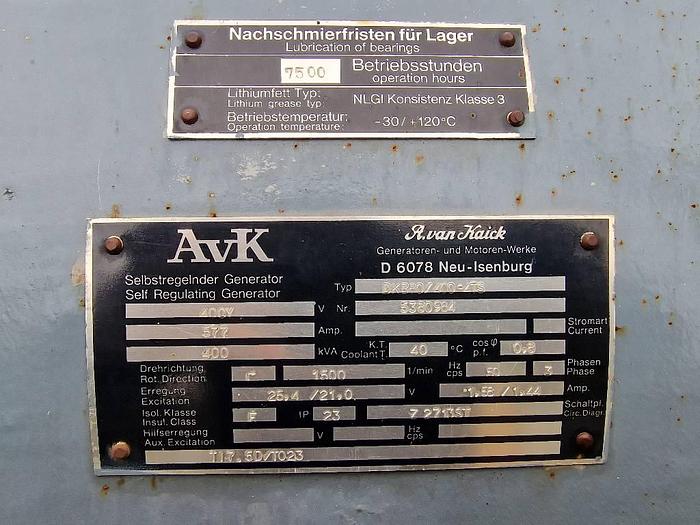 Nachschmierfristen für Lager
Lubrication of bearings
7500 Betriebsstunden
operation hours
Lithiumfett Typ: NLGI Konsistenz Klasse 3
Lithium grease typ:
Betriebstemperatur: -30/+120°C
Operation temperature:
AvK A.van Kaick
Generatoren- und Motoren-Werke
D 6078 Neu-Isenburg
Selbstregelnder Generator
Self Regulating Generator
Typ
400Y V Nr. 5380984
577 Amp. Stromart
Current
400 kVA K.T. Coolant T. 40 °C cos φ p.f. 0.8
Drehrichtung Rot. Direction 1500 1/min Hz cps 50 3 Phasen Phase
Erregung Excitation 25.4 /21.0 V 1.58 /1.44 Amp.
Isol. Klasse Insul. Class F IP 23 Schaltpl. Circ. Diagr.
Hilfserregung Aux. Excitation V Hz cps